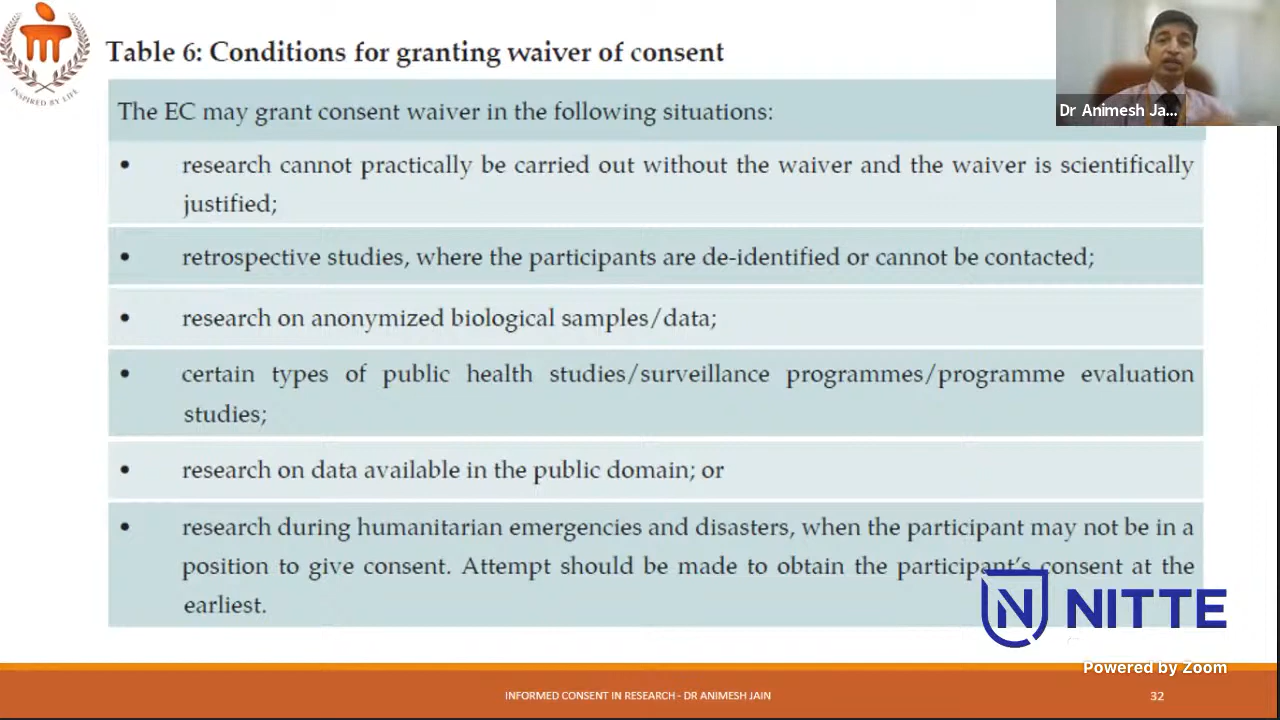 Table 6: Conditions for granting waiver of consent
INSPIRED BY LIFE
Dr Animesh Ja...
The EC may grant consent waiver in the following situations:
• research cannot practically be carried out without the waiver and the waiver is scientifically
justified;
• retrospective studies, where the participants are de-identified or cannot be contacted;
• research on anonymized biological samples/data;
• certain types of public health studies/surveillance programmes/programme evaluation
studies;
• research on data available in the public domain; or
• research during humanitarian emergencies and disasters, when the participant may not be in a
position to give consent. Attempt should be made to obtain the participant's consent at the
earliest.
N NITTE
Powered by Zoom
INFORMED CONSENT IN RESEARCH - DR ANIMESH JAIN
32